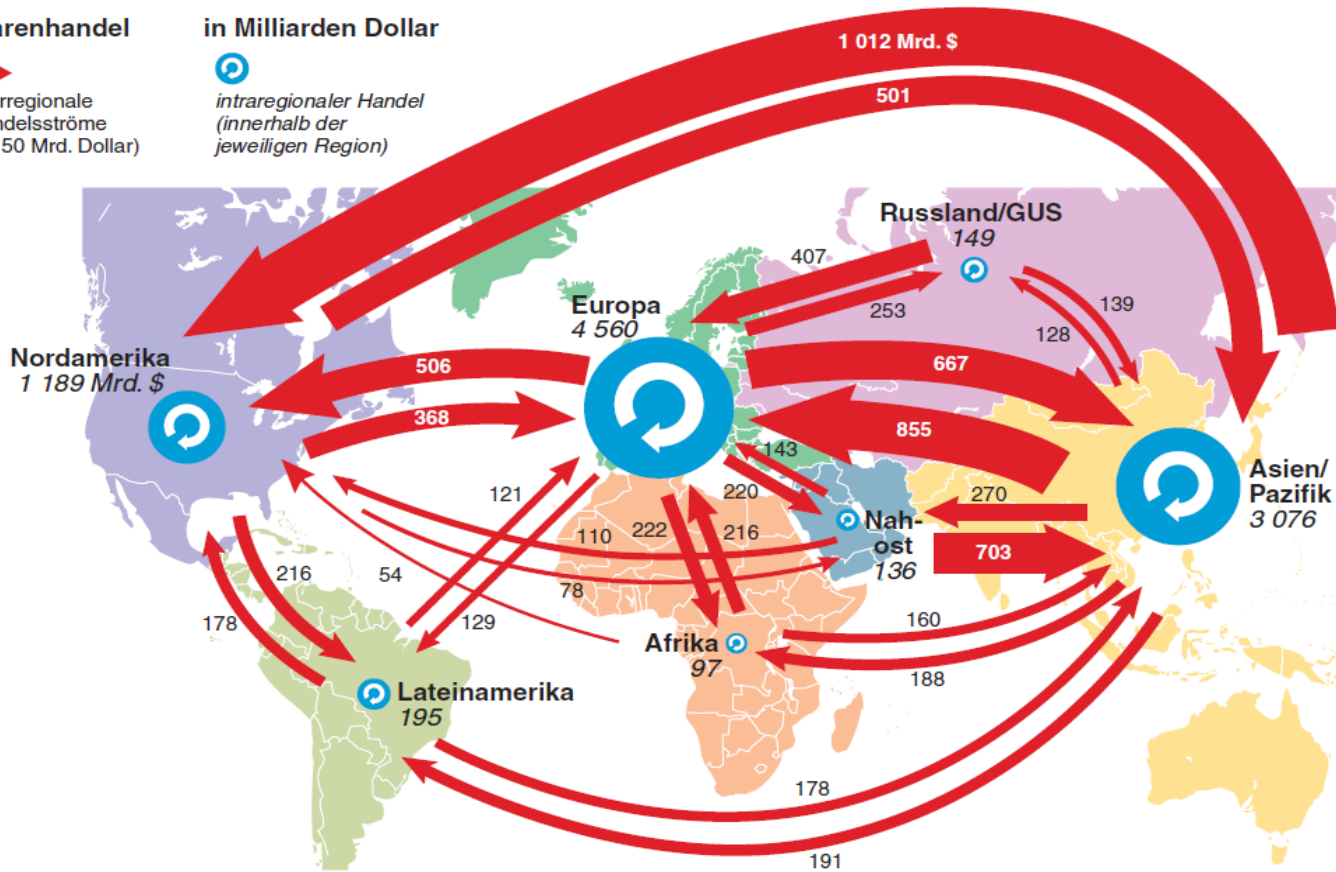 arenhandel
in Milliarden Dollar
rregionale
ndelsströme
50 Mrd. Dollar)
intraregionaler Handel
(innerhalb der
jeweiligen Region)
1 012 Mrd. $
501
Russland/GUS
149
407
253
139
128
Europa
4 560
Nordamerika
1 189 Mrd. $
506
368
667
855
143
220
Asien/
Pazifik
3 076
270
703
Nah-
ost
136
121
129
110
222
216
78
54
216
178
Afrika
97
160
188
Lateinamerika
195
178
191